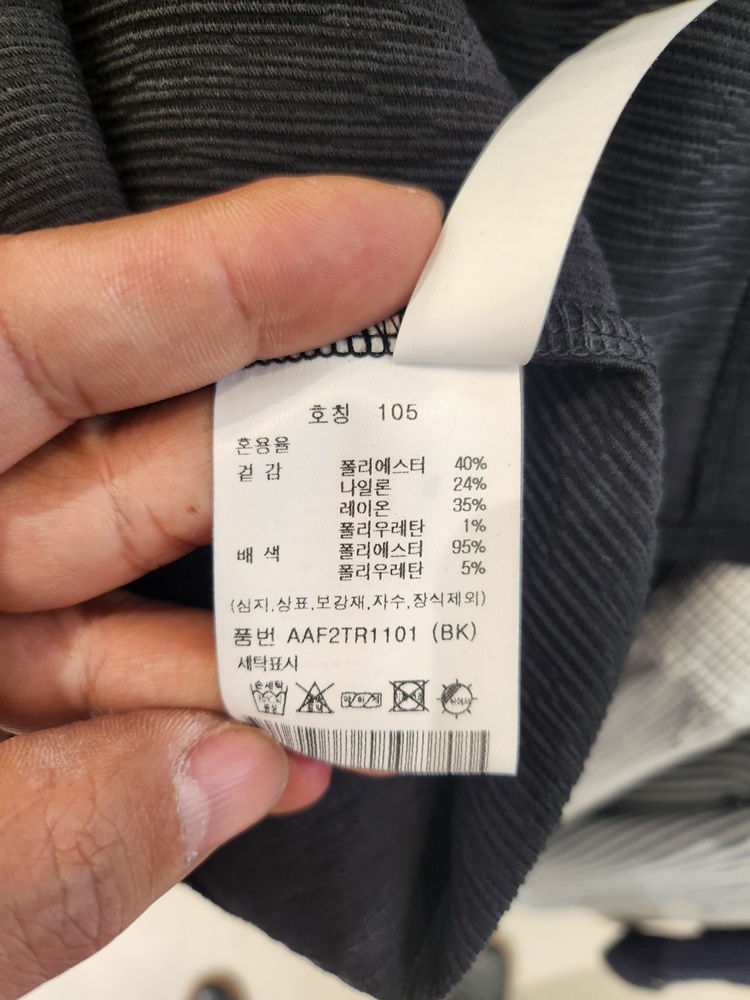 호칭 105
혼용율
겉 감 폴리에스터 40%
나일론 24%
레이온 35%
폴리우레탄 1%
배 색 폴리에스터 95%
폴리우레탄 5%
(심지,상표,보강재,자수,장식제외)
품번 AAF2TR1101 (BK)
세탁표시
손세탁